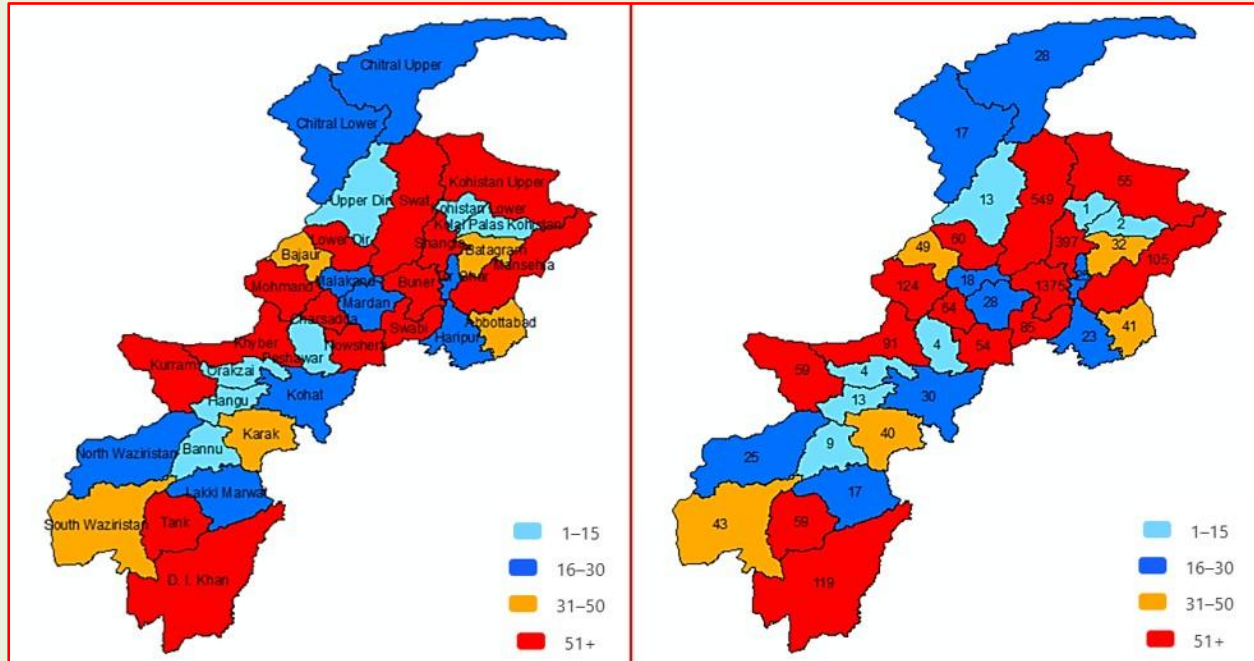 Chitral Upper
Chitral Lower
Upper Dir
Swat
Kohistan Upper
Kohistan Lower
Kolai Palas Kohistan
Lower Dir
Shangla
Batagram
Bajaur
Mansehra
Malakand
Buner
Mohmand
Mardan
Charsadda
Swabi
Abbottabad
Haripur
Khyber
Nowshera
Peshawar
Kurram
Orakzai
Hangu
Kohat
Karak
North Waziristan
Bannu
Lakki Marwat
South Waziristan
Tank
D. I. Khan
1–15
16–30
31–50
51+
28
17
13
549
55
1
2
60
397
32
49
105
18
1375
25
124
28
64
85
41
23
91
4
54
59
4
13
30
40
9
25
17
43
59
119
1–15
16–30
31–50
51+